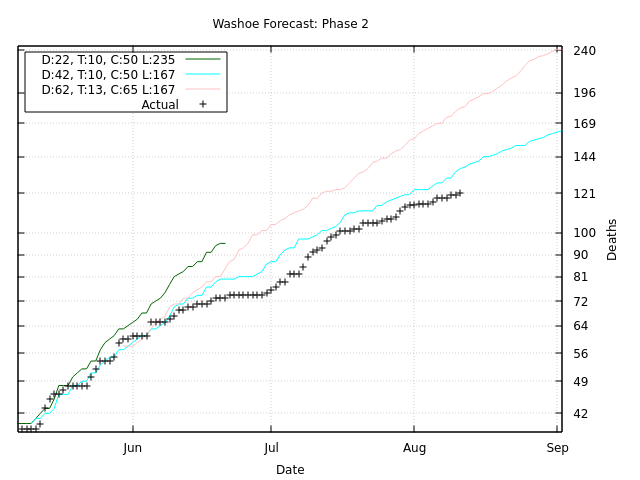 Washoe Forecast: Phase 2
D:22, T:10, C:50 L:235
D:42, T:10, C:50 L:167
D:62, T:13, C:65 L:167
Actual
240
196
169
144
121
100
90
81
72
64
56
49
42
Deaths
Jun Jul Aug Sep
Date